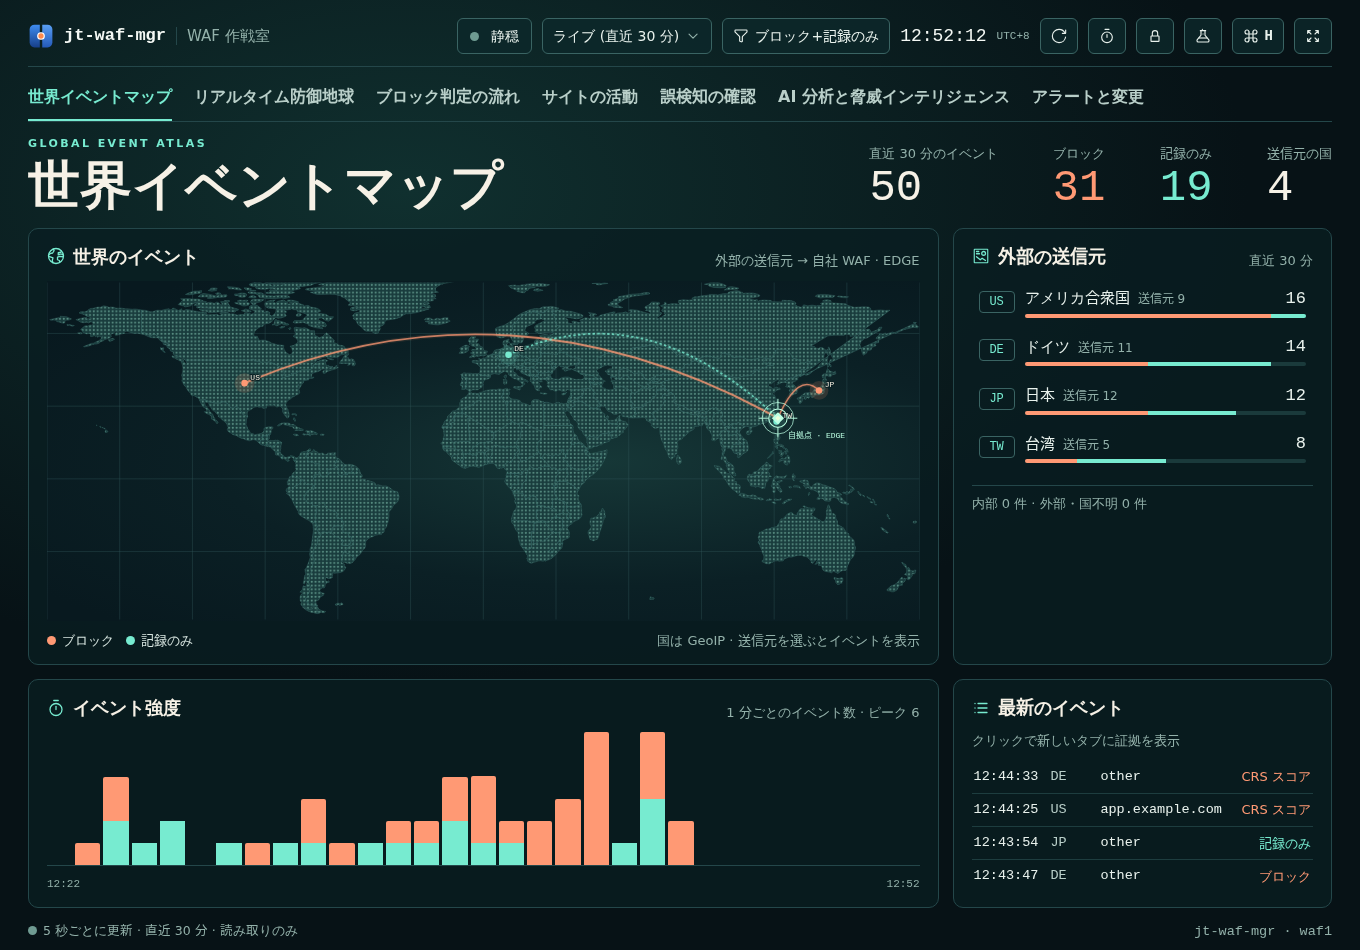 jt-waf-mgr WAF 作戦室 静穏 ライブ (直近 30 分) ブロック+記録のみ 12:52:12 UTC+8 ⌘ H
世界イベントマップ リアルタイム防御地球 ブロック判定の流れ サイトの活動 誤検知の確認 AI 分析と脅威インテリジェンス アラートと変更
GLOBAL EVENT ATLAS
世界イベントマップ
直近 30 分のイベント ブロック 記録のみ 送信元の国
50 31 19 4
世界のイベント 外部の送信元 → 自社 WAF · EDGE
US
DE
JP
自拠点 · EDGE
ブロック 記録のみ 国は GeoIP · 送信元を選ぶとイベントを表示
外部の送信元 直近 30 分
US アメリカ合衆国 送信元 9 16
DE ドイツ 送信元 11 14
JP 日本 送信元 12 12
TW 台湾 送信元 5 8
内部 0 件 · 外部・国不明 0 件
イベント強度 1 分ごとのイベント数 · ピーク 6
12:22 12:52
最新のイベント
クリックで新しいタブに証拠を表示
12:44:33 DE other CRS スコア
12:44:25 US app.example.com CRS スコア
12:43:54 JP other 記録のみ
12:43:47 DE other ブロック
5 秒ごとに更新 · 直近 30 分 · 読み取りのみ jt-waf-mgr · waf1